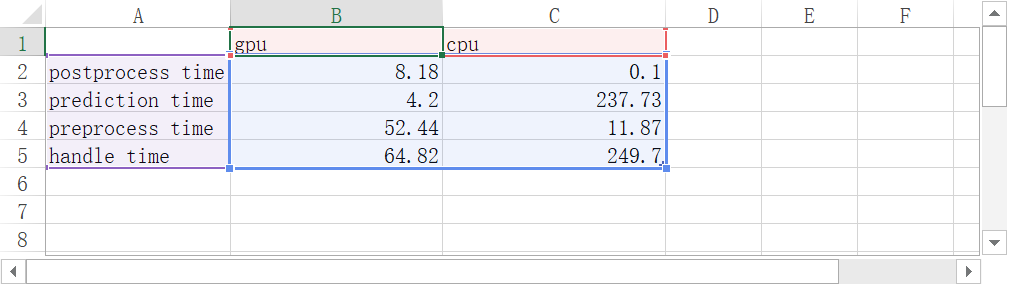 A B C D E F
1 gpu cpu
2 postprocess time 8.18 0.1
3 prediction time 4.2 237.73
4 preprocess time 52.44 11.87
5 handle time 64.82 249.7
6
7
8